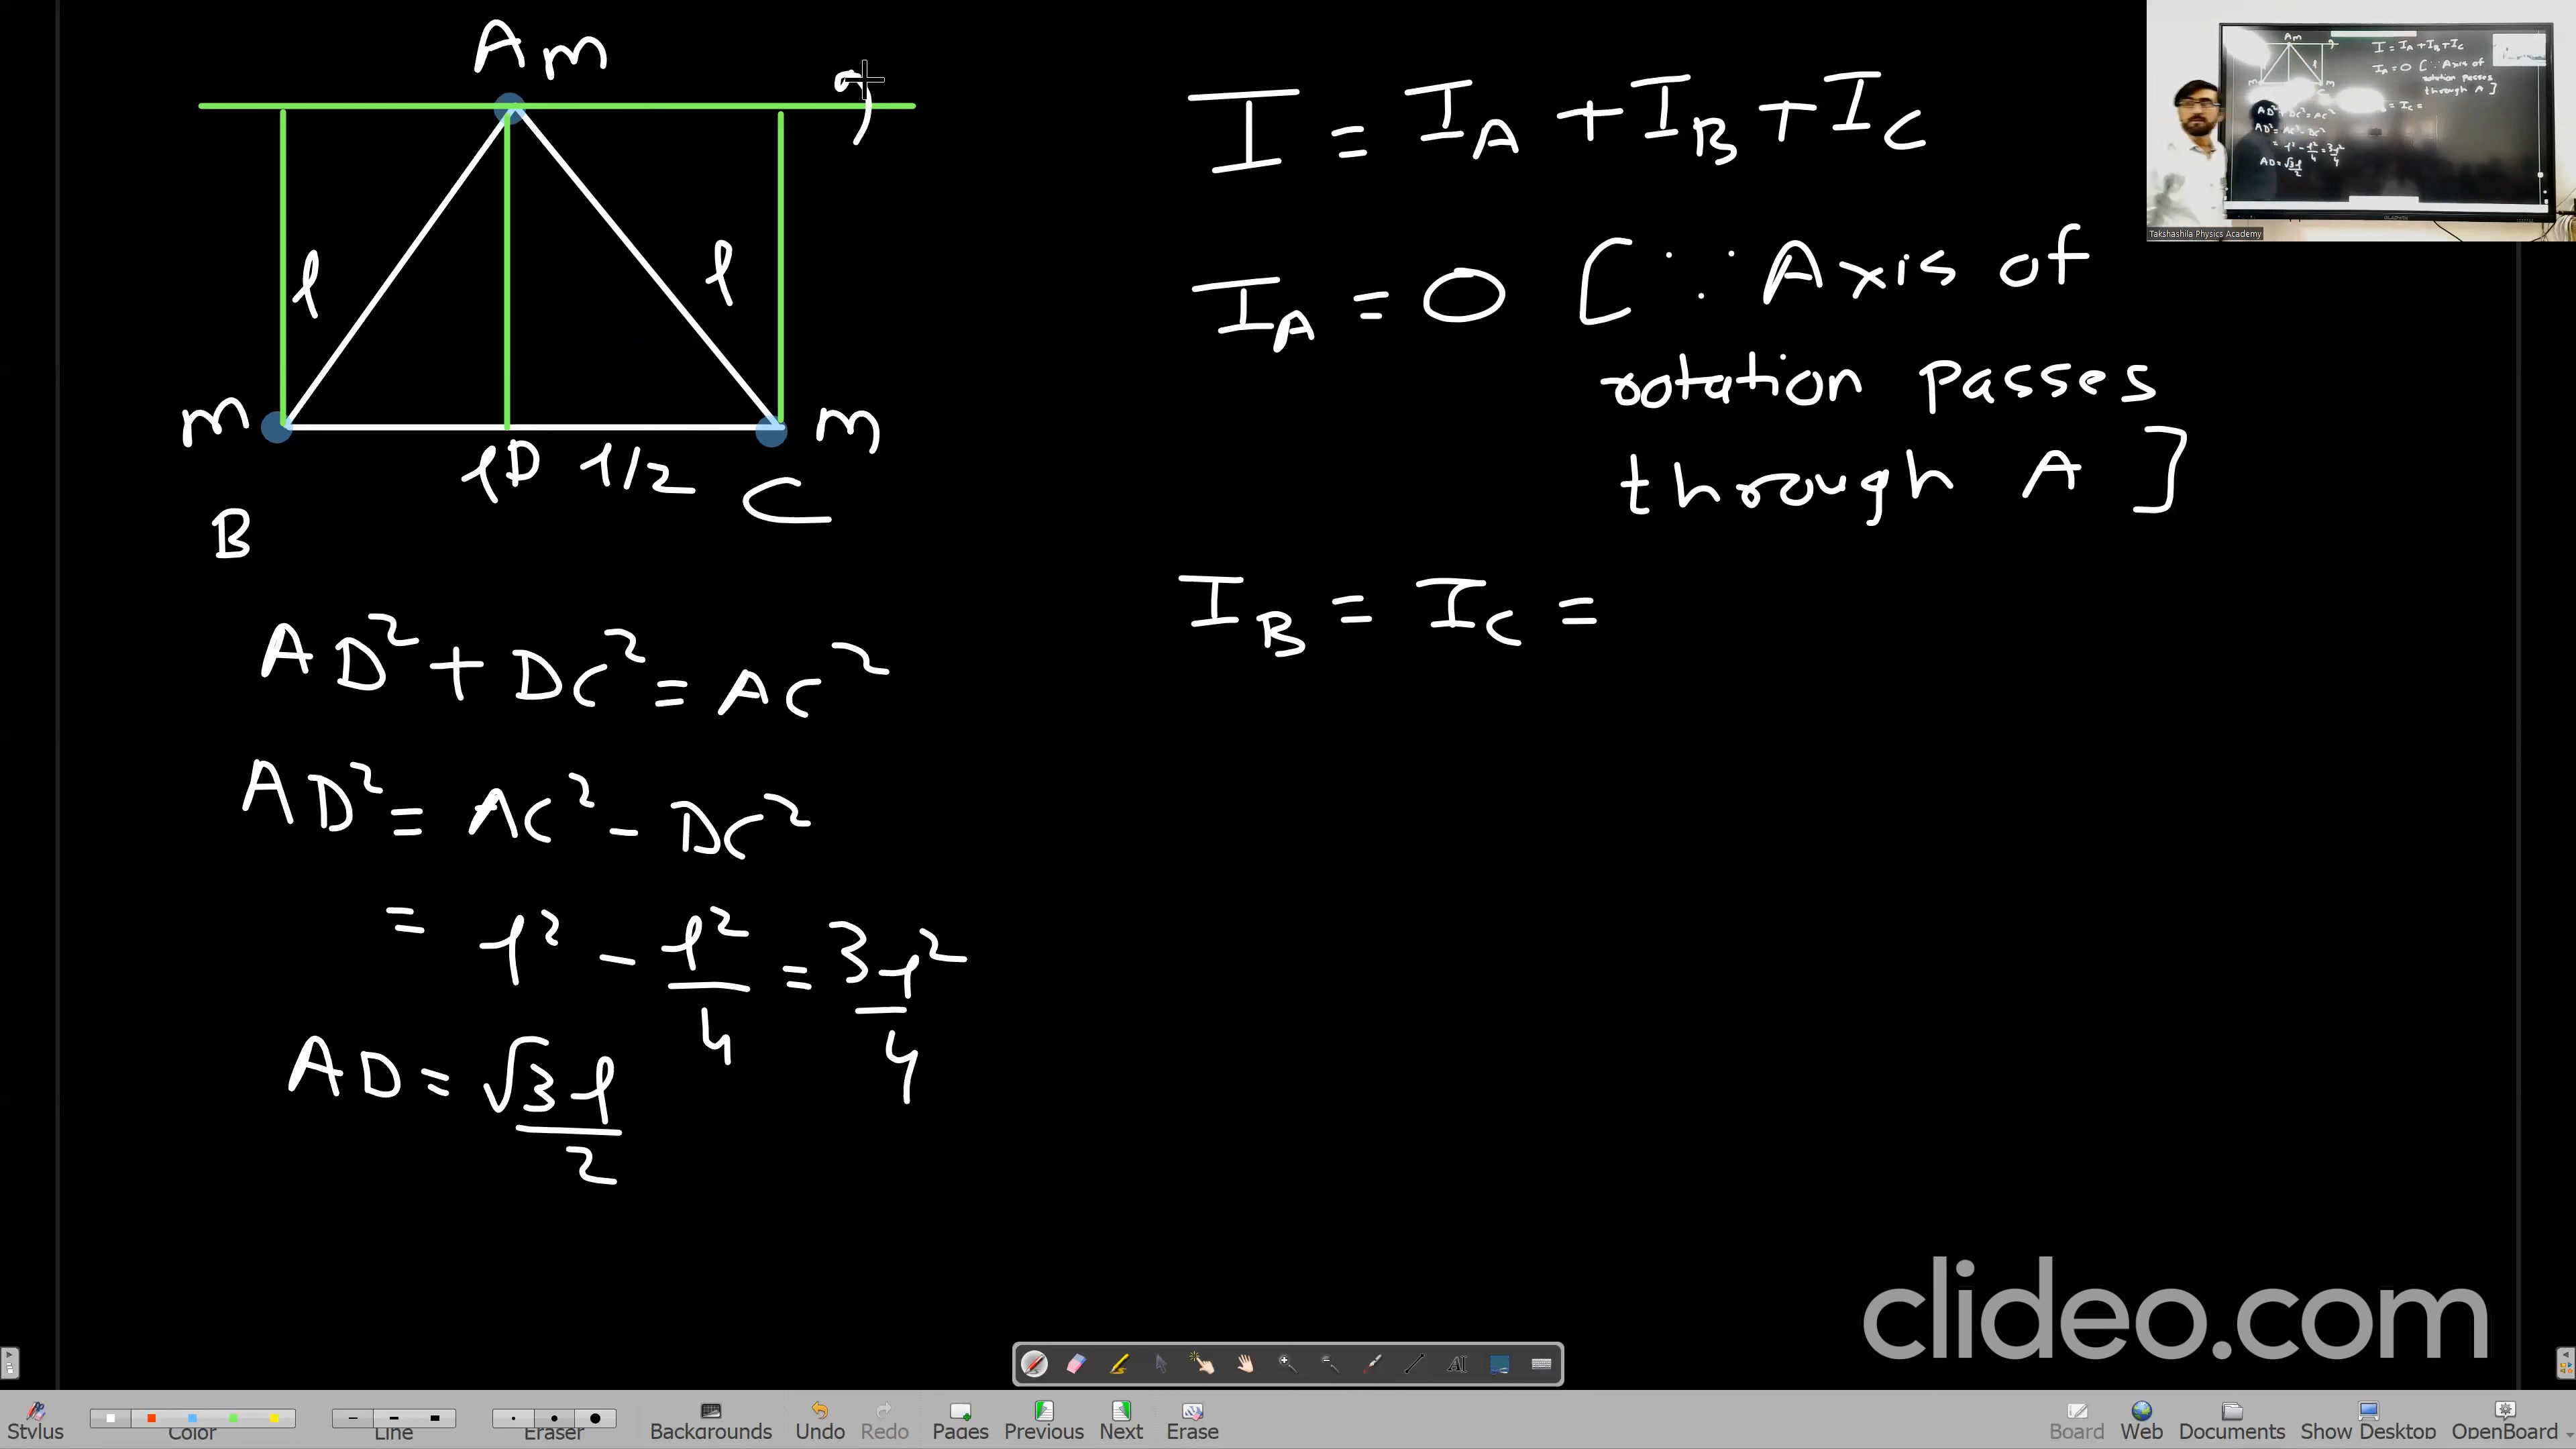 A m
l
l
m
m
l D l/2 C
B
AD² + DC² = AC²
AD² = AC² - DC²
= l² - l²/4 = 3l²/4
AD = √3 l/2
I = I_A + I_B + I_C
I_A = 0 [∵ Axis of
rotation passes
through A ]
I_B = I_C =
Takshashila Physics Academy
clideo.com
Stylus
Color
Line
Eraser
Backgrounds
Undo
Redo
Pages
Previous
Next
Erase
Board
Web
Documents
Show Desktop
OpenBoard